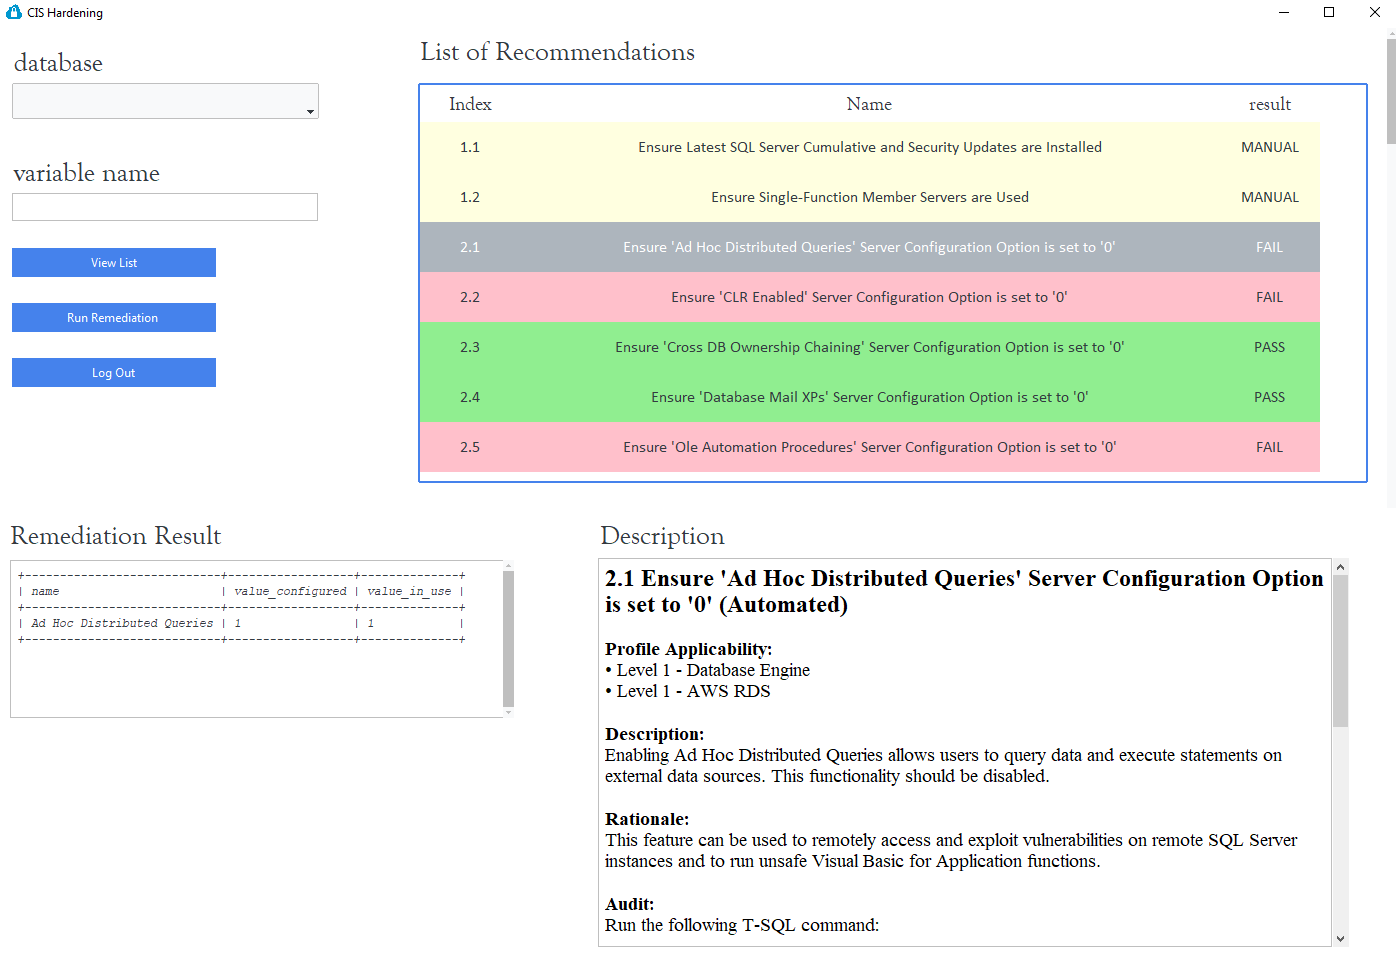 CIS Hardening
database
variable name
View List
Run Remediation
Log Out
List of Recommendations
Index Name result
1.1 Ensure Latest SQL Server Cumulative and Security Updates are Installed MANUAL
1.2 Ensure Single-Function Member Servers are Used MANUAL
2.1 Ensure 'Ad Hoc Distributed Queries' Server Configuration Option is set to '0' FAIL
2.2 Ensure 'CLR Enabled' Server Configuration Option is set to '0' FAIL
2.3 Ensure 'Cross DB Ownership Chaining' Server Configuration Option is set to '0' PASS
2.4 Ensure 'Database Mail XPs' Server Configuration Option is set to '0' PASS
2.5 Ensure 'Ole Automation Procedures' Server Configuration Option is set to '0' FAIL
Remediation Result
+----------------------------+------------------+--------------+
| name | value_configured | value_in_use |
+----------------------------+------------------+--------------+
| Ad Hoc Distributed Queries | 1 | 1 |
+----------------------------+------------------+--------------+
Description
2.1 Ensure 'Ad Hoc Distributed Queries' Server Configuration Option
is set to '0' (Automated)
Profile Applicability:
• Level 1 - Database Engine
• Level 1 - AWS RDS
Description:
Enabling Ad Hoc Distributed Queries allows users to query data and execute statements on
external data sources. This functionality should be disabled.
Rationale:
This feature can be used to remotely access and exploit vulnerabilities on remote SQL Server
instances and to run unsafe Visual Basic for Application functions.
Audit:
Run the following T-SQL command: